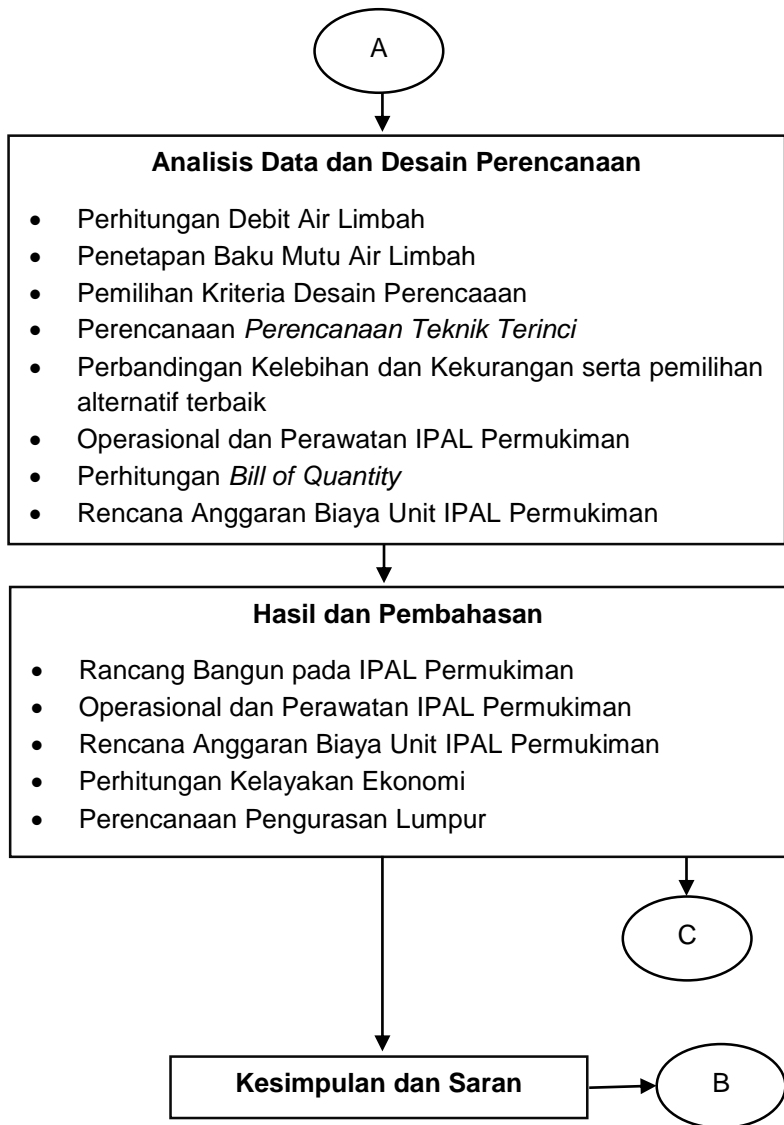 A
Analisis Data dan Desain Perencanaan
• Perhitungan Debit Air Limbah
• Penetapan Baku Mutu Air Limbah
• Pemilihan Kriteria Desain Perencaaan
• Perencanaan Perencanaan Teknik Terinci
• Perbandingan Kelebihan dan Kekurangan serta pemilihan
alternatif terbaik
• Operasional dan Perawatan IPAL Permukiman
• Perhitungan Bill of Quantity
• Rencana Anggaran Biaya Unit IPAL Permukiman
Hasil dan Pembahasan
• Rancang Bangun pada IPAL Permukiman
• Operasional dan Perawatan IPAL Permukiman
• Rencana Anggaran Biaya Unit IPAL Permukiman
• Perhitungan Kelayakan Ekonomi
• Perencanaan Pengurasan Lumpur
C
Kesimpulan dan Saran
B